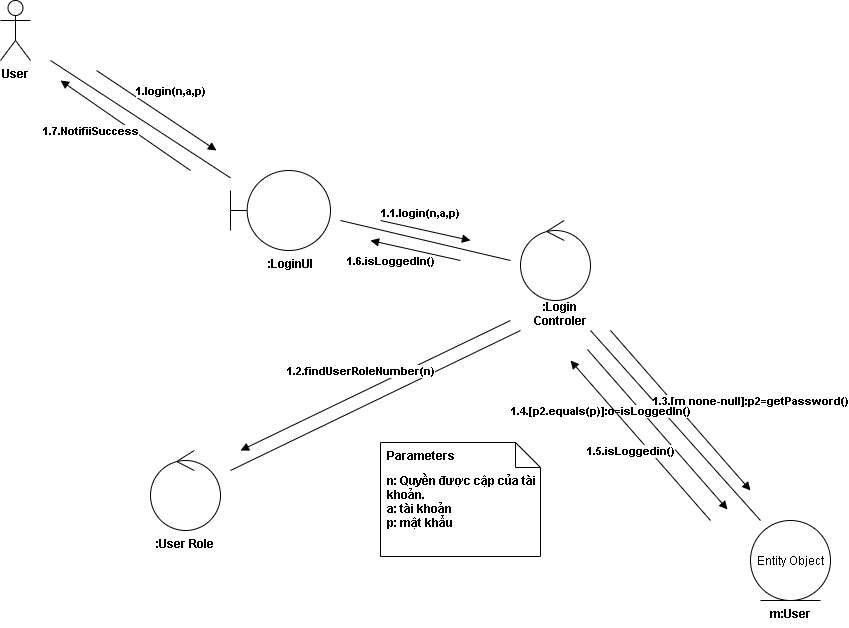 User
1.login(n,a,p)
1.7.NotifiiSuccess
:LoginUI
1.1.login(n,a,p)
1.6.isLoggedIn()
:Login
Controler
1.2.findUserRoleNumber(n)
1.3.[m none-null]:p2=getPassword()
1.4.[p2.equals(p)]:o=isLoggedIn()
1.5.isLoggedin()
:User Role
Parameters
n: Quyền được cập của tài
khoản.
a: tài khoản
p: mật khẩu
Entity Object
m:User